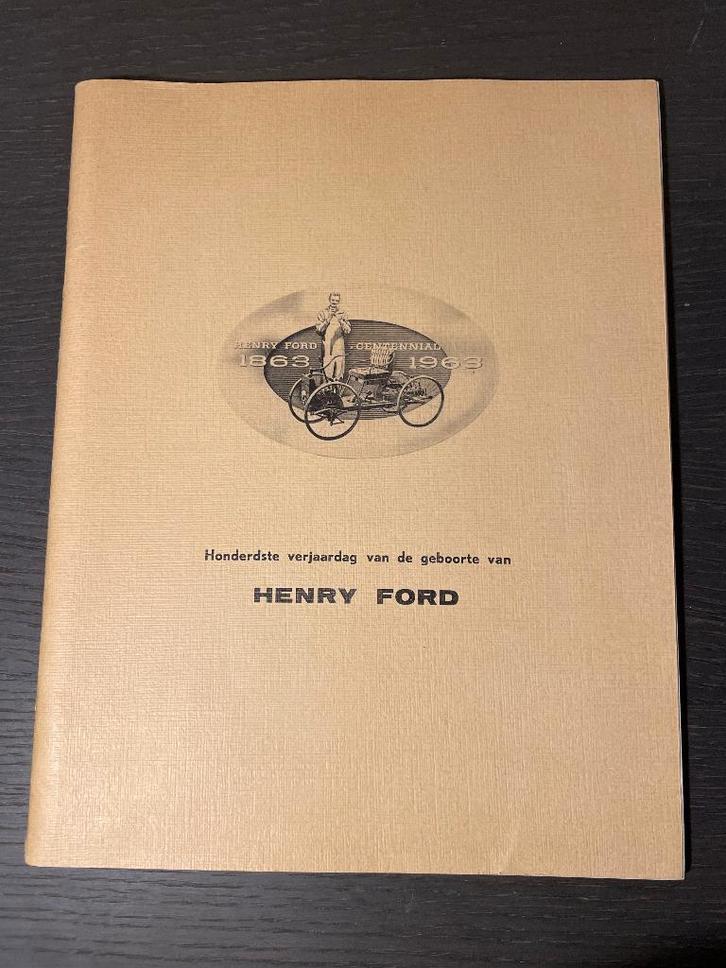 HENRY FORD CENTENNIAL
1863 1963
Honderdste verjaardag van de geboorte van
HENRY FORD